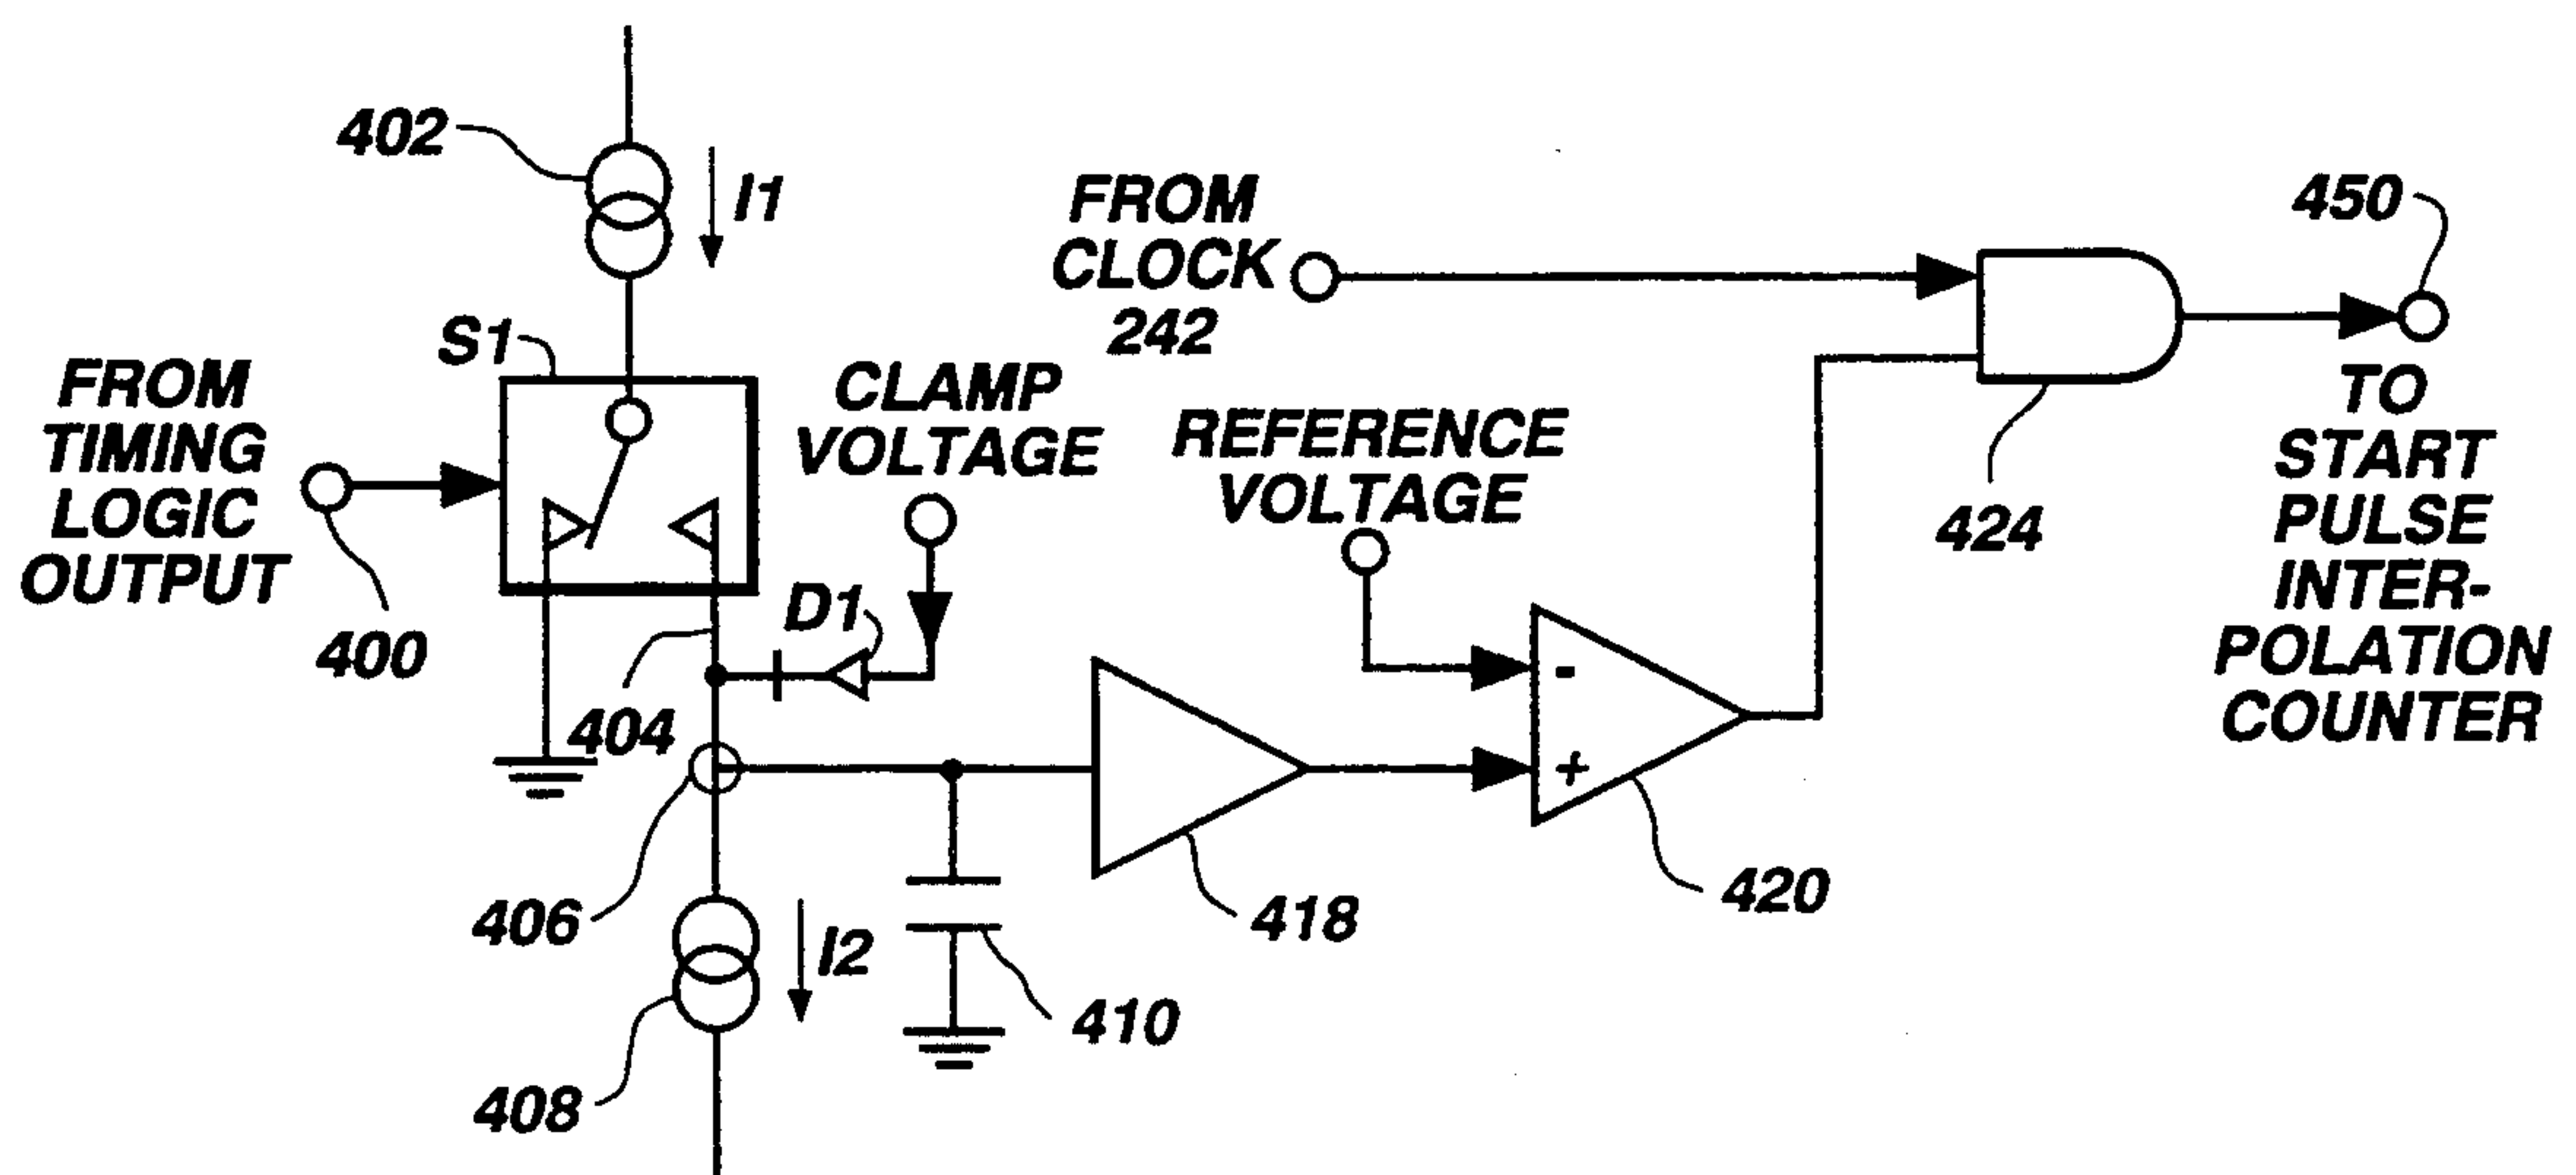 402
I1
S1
FROM
TIMING
LOGIC
OUTPUT
400
CLAMP
VOLTAGE
D1
404
406
I2
408
410
FROM
CLOCK
242
REFERENCE
VOLTAGE
-
+
418
420
424
450
TO
START
PULSE
INTER-
POLATION
COUNTER